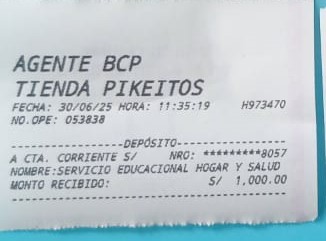 AGENTE BCP
TIENDA PIKEITOS
FECHA: 30/06/25 HORA: 11:35:19 H973470
NO.OPE: 053838
--------------------DEPÓSITO--------------------
A CTA. CORRIENTE S/ NRO: *********8057
NOMBRE:SERVICIO EDUCACIONAL HOGAR Y SALUD
MONTO RECIBIDO: S/ 1,000.00
------------------------------------------------